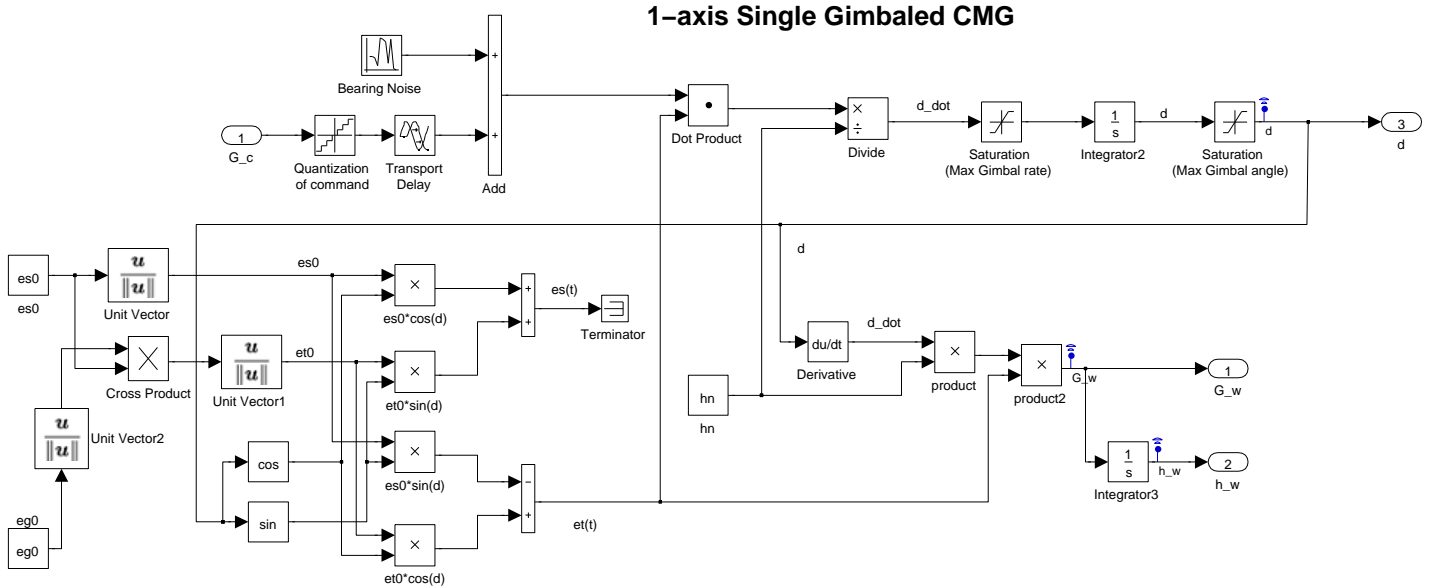 1−axis Single Gimbaled CMG
Bearing Noise
1
G_c
Quantization
of command
Transport
Delay
+
+
Add
Dot Product
×
÷
Divide
d_dot
Saturation
(Max Gimbal rate)
1
s
Integrator2
d
Saturation
(Max Gimbal angle)
d
3
d
d
es0
es0
u
||u||
Unit Vector
es0
×
es0*cos(d)
+
+
es(t)
Terminator
Cross Product
u
||u||
Unit Vector1
et0
×
et0*sin(d)
u
||u||
Unit Vector2
eg0
eg0
cos
sin
×
es0*sin(d)
×
et0*cos(d)
−
+
et(t)
hn
hn
du/dt
Derivative
d_dot
×
product
×
product2
G_w
1
G_w
1
s
Integrator3
h_w
2
h_w